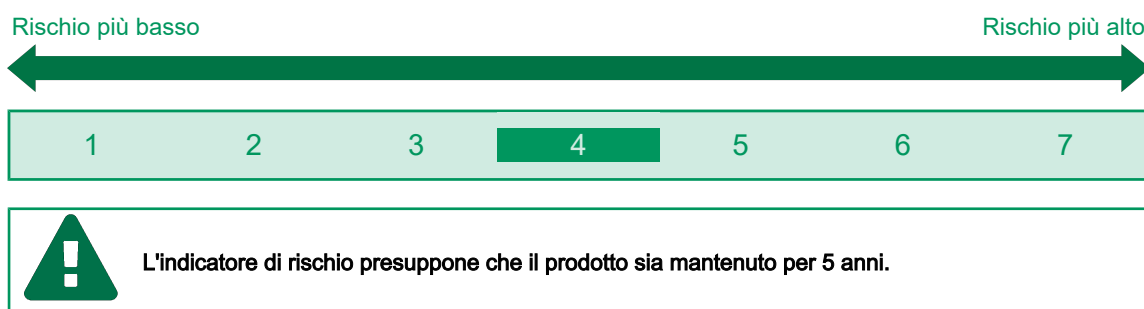 Rischio più basso Rischio più alto
1 2 3 4 5 6 7
L'indicatore di rischio presuppone che il prodotto sia mantenuto per 5 anni.